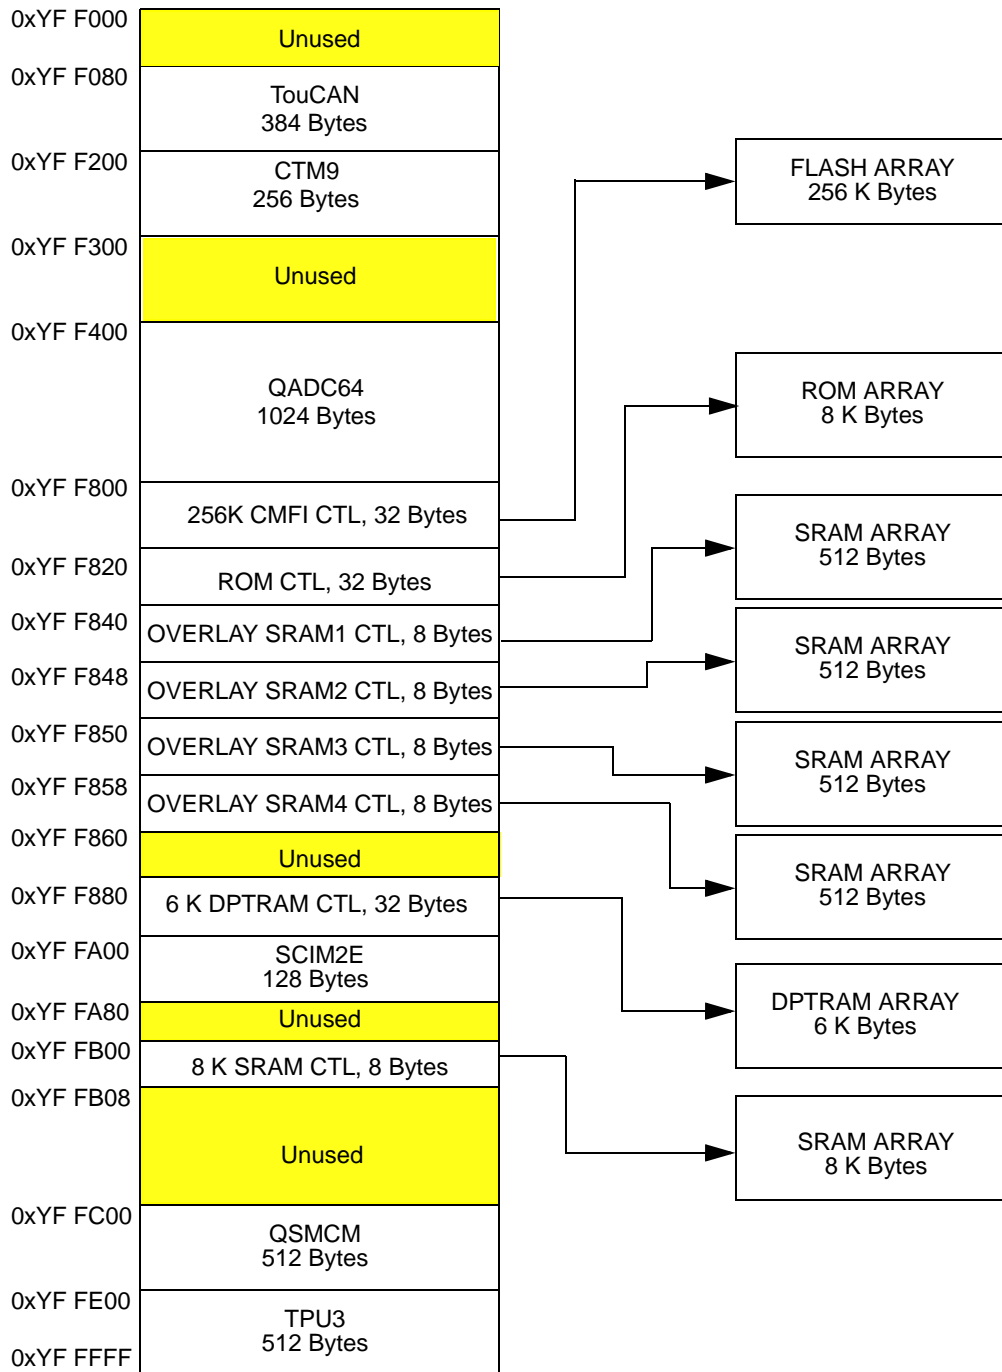 0xYF F000
Unused
0xYF F080
TouCAN
384 Bytes
0xYF F200
CTM9
256 Bytes
0xYF F300
Unused
0xYF F400
QADC64
1024 Bytes
0xYF F800
256K CMFI CTL, 32 Bytes
0xYF F820
ROM CTL, 32 Bytes
0xYF F840
OVERLAY SRAM1 CTL, 8 Bytes
0xYF F848
OVERLAY SRAM2 CTL, 8 Bytes
0xYF F850
OVERLAY SRAM3 CTL, 8 Bytes
0xYF F858
OVERLAY SRAM4 CTL, 8 Bytes
0xYF F860
Unused
0xYF F880
6 K DPTRAM CTL, 32 Bytes
0xYF FA00
SCIM2E
128 Bytes
0xYF FA80
Unused
0xYF FB00
8 K SRAM CTL, 8 Bytes
0xYF FB08
Unused
0xYF FC00
QSMCM
512 Bytes
0xYF FE00
TPU3
512 Bytes
0xYF FFFF
FLASH ARRAY
256 K Bytes
ROM ARRAY
8 K Bytes
SRAM ARRAY
512 Bytes
SRAM ARRAY
512 Bytes
SRAM ARRAY
512 Bytes
SRAM ARRAY
512 Bytes
DPTRAM ARRAY
6 K Bytes
SRAM ARRAY
8 K Bytes